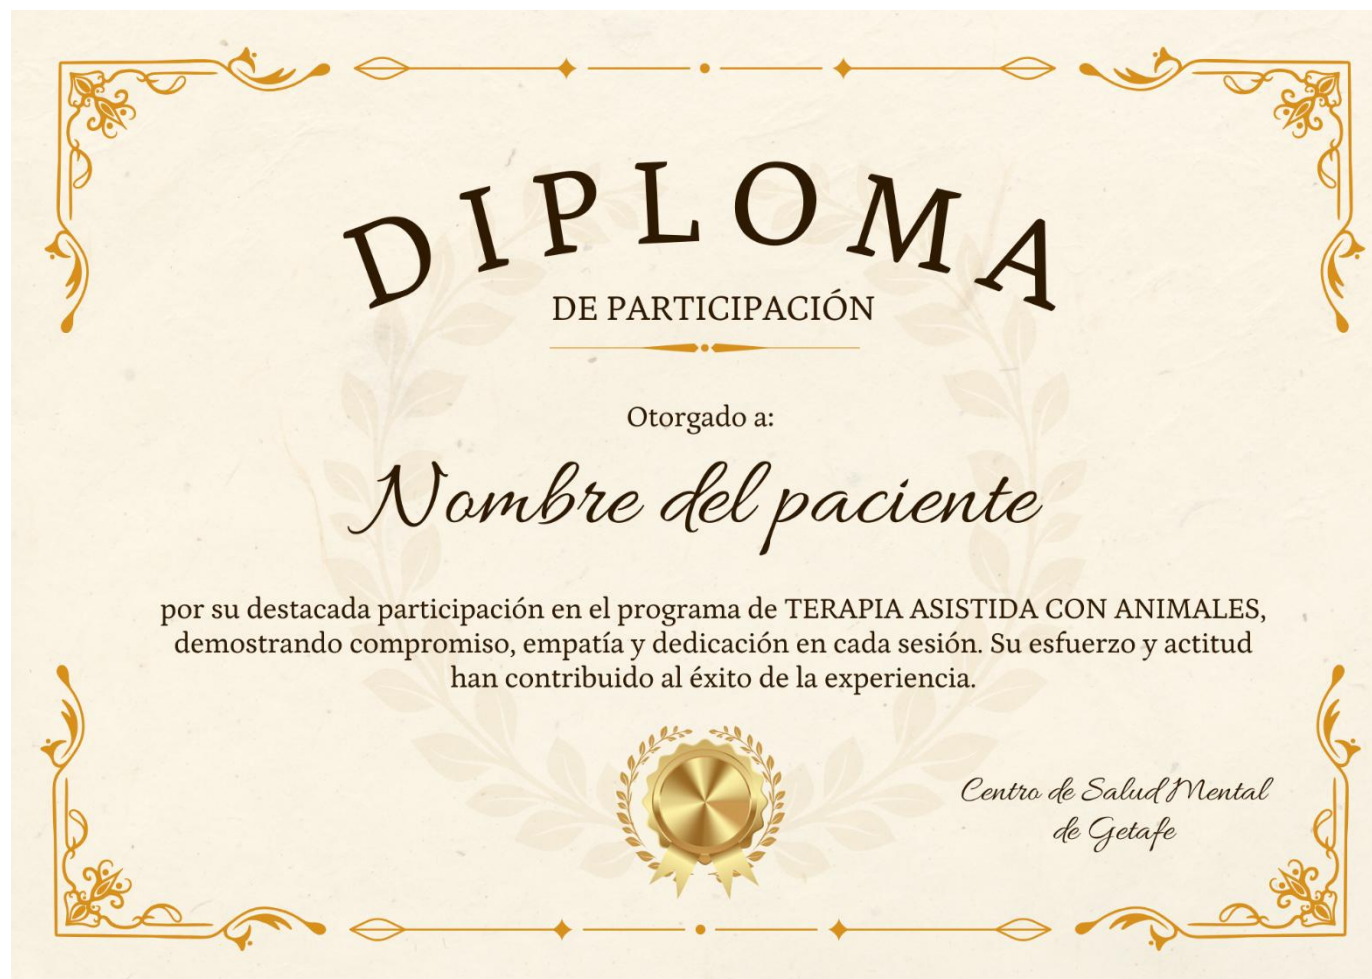 DIPLOMA
DE PARTICIPACIÓN
Otorgado a:
Nombre del paciente
por su destacada participación en el programa de TERAPIA ASISTIDA CON ANIMALES,
demostrando compromiso, empatía y dedicación en cada sesión. Su esfuerzo y actitud
han contribuido al éxito de la experiencia.
Centro de Salud Mental
de Getafe